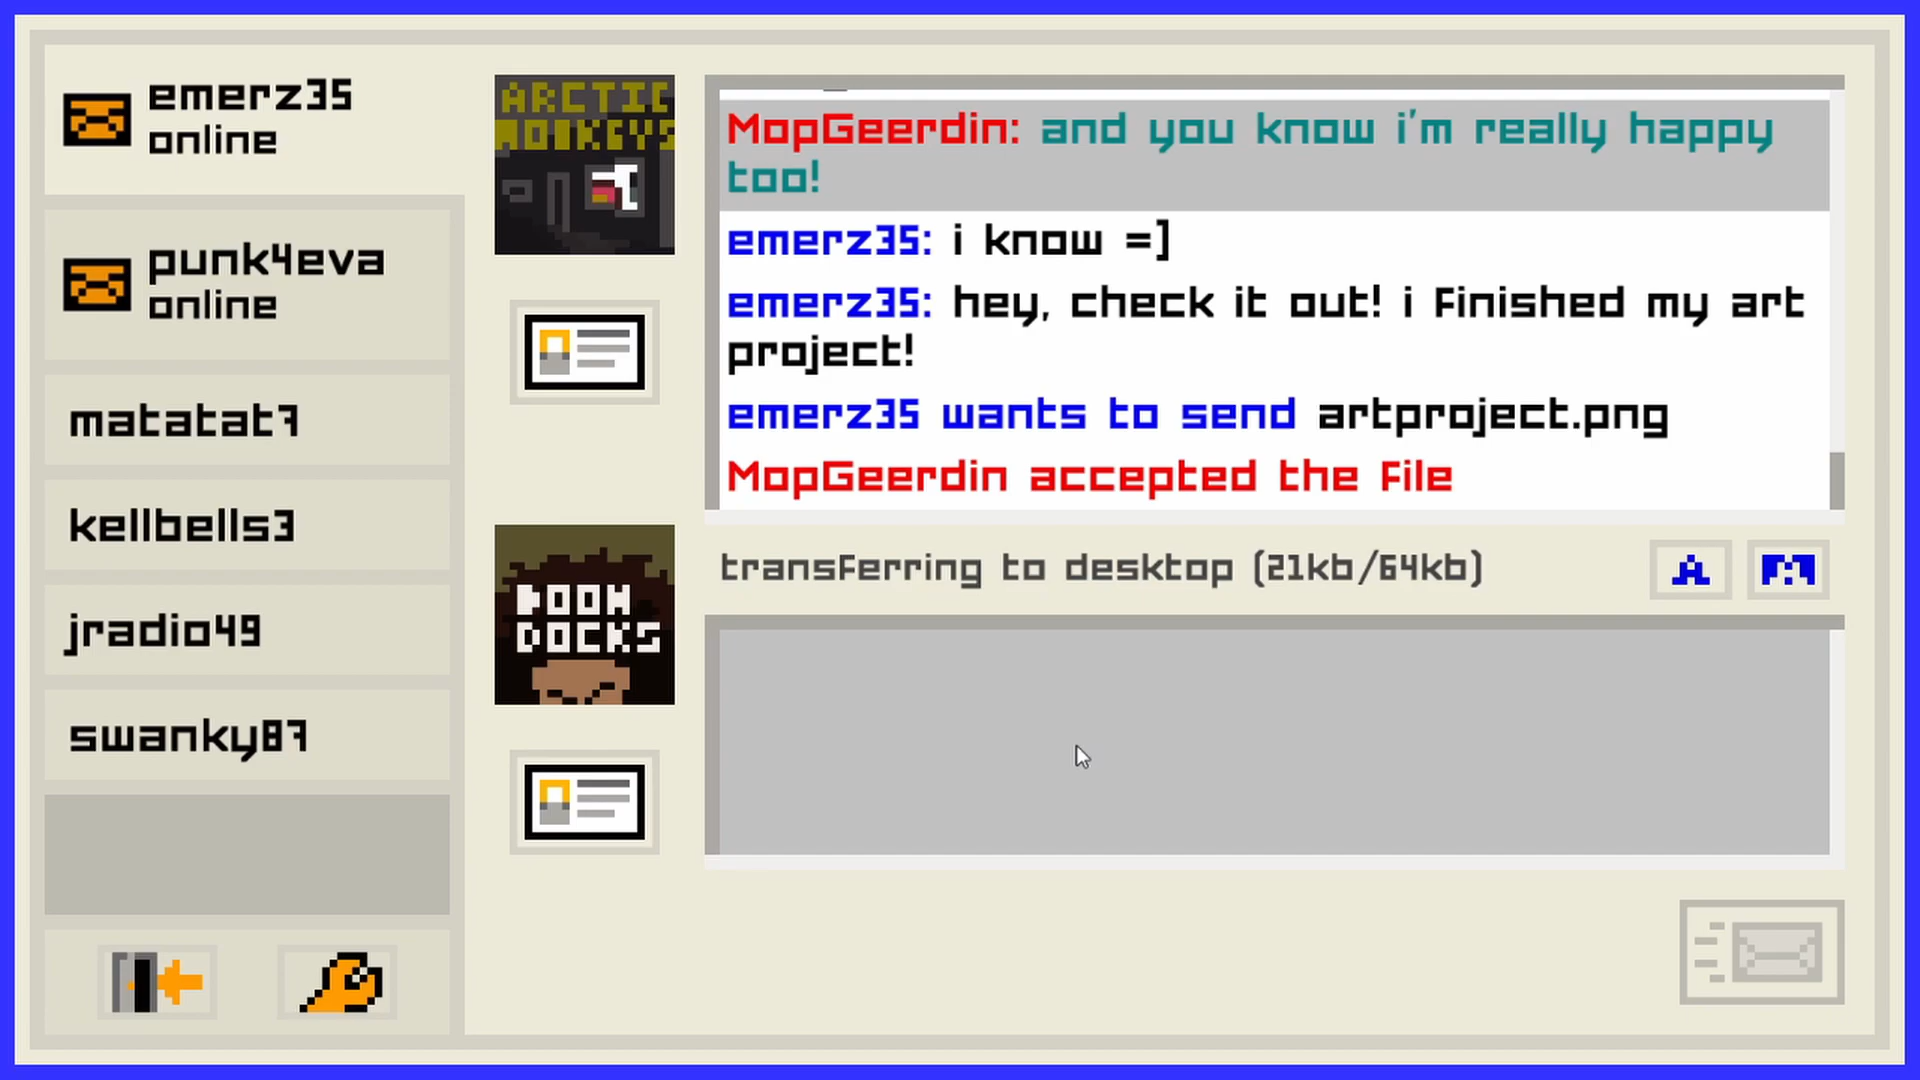 emerz35
online
punk4eva
online
matatat7
kellbells3
jradio49
swanky87
ARCTIC
MONKEYS
DOOM
DOCKS
MopGeerdin: and you know i'm really happy
too!
emerz35: i know =]
emerz35: hey, check it out! i finished my art
project!
emerz35 wants to send artproject.png
MopGeerdin accepted the file
transferring to desktop (21kb/64kb)
A